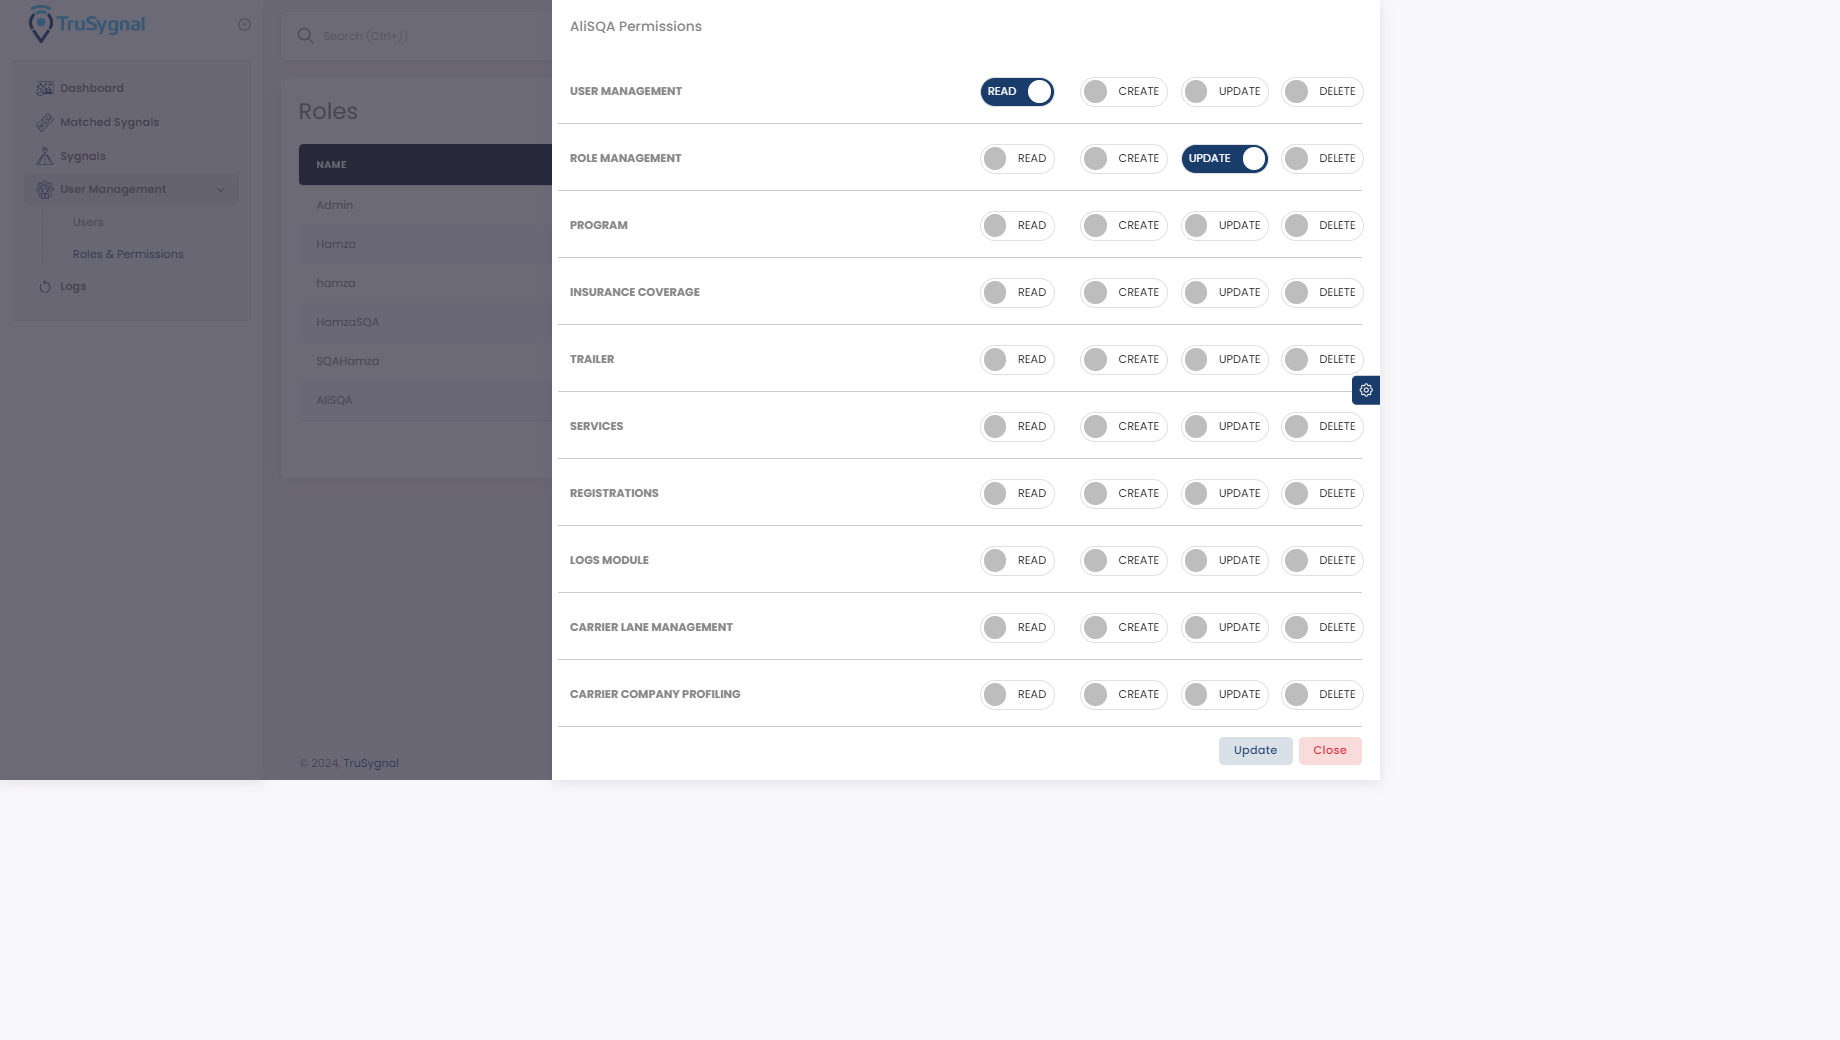 TruSygnal
Search (Ctrl+/)
Dashboard
Matched Sygnals
Sygnals
User Management
Users
Roles & Permissions
Logs
Roles
NAME
Admin
Hamza
hamza
HamzaSQA
SQAHamza
AliSQA
© 2024, TruSygnal
AliSQA Permissions
USER MANAGEMENT READ CREATE UPDATE DELETE
ROLE MANAGEMENT READ CREATE UPDATE DELETE
PROGRAM READ CREATE UPDATE DELETE
INSURANCE COVERAGE READ CREATE UPDATE DELETE
TRAILER READ CREATE UPDATE DELETE
SERVICES READ CREATE UPDATE DELETE
REGISTRATIONS READ CREATE UPDATE DELETE
LOGS MODULE READ CREATE UPDATE DELETE
CARRIER LANE MANAGEMENT READ CREATE UPDATE DELETE
CARRIER COMPANY PROFILING READ CREATE UPDATE DELETE
Update Close